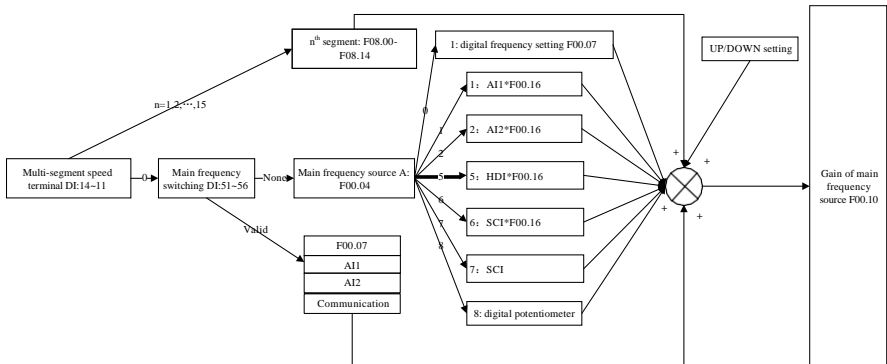 nth segment: F08.00-
F08.14
1: digital frequency setting F00.07
UP/DOWN setting
1：AI1*F00.16
n=1,2,···,15
0
1
2：AI2*F00.16
2
+
+
Multi-segment speed
terminal DI:14~11
0
Main frequency
switching DI:51~56
None
Main frequency source A:
F00.04
5
5：HDI*F00.16
Gain of main
frequency
source F00.10
6
6：SCI*F00.16
+
+
7
Valid
F00.07
8
AI1
7：SCI
AI2
Communication
8: digital potentiometer